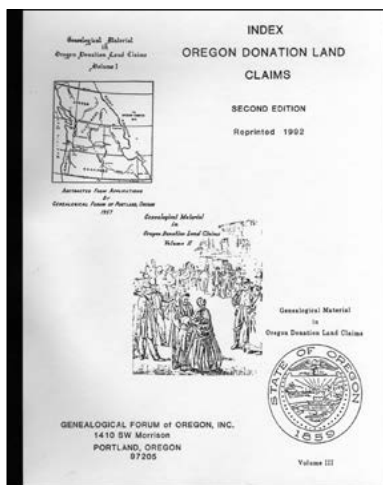 INDEX
OREGON DONATION LAND
CLAIMS
SECOND EDITION
Reprinted 1992
Genealogical Material
in
Oregon Donation Land Claims
Volume I
ABSTRACTED FROM APPLICATIONS
BY
GENEALOGICAL FORUM OF PORTLAND, OREGON
1957
Genealogical Material
in
Oregon Donation Land Claims
Volume II
Genealogical Material
in
Oregon Donation Land Claims
STATE OF OREGON
1859
Volume III
GENEALOGICAL FORUM of OREGON, INC.
1410 SW Morrison
PORTLAND, OREGON
97205